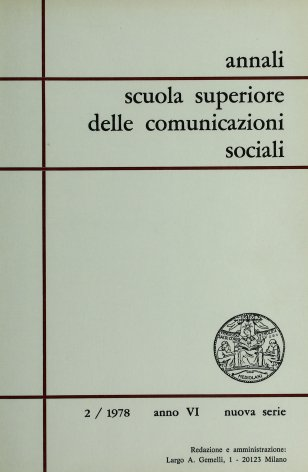 annali
scuola superiore
delle comunicazioni
sociali
MEDIOLANI
2 / 1978 anno VI nuova serie
Redazione e amministrazione:
Largo A. Gemelli, 1 - 20123 Milano